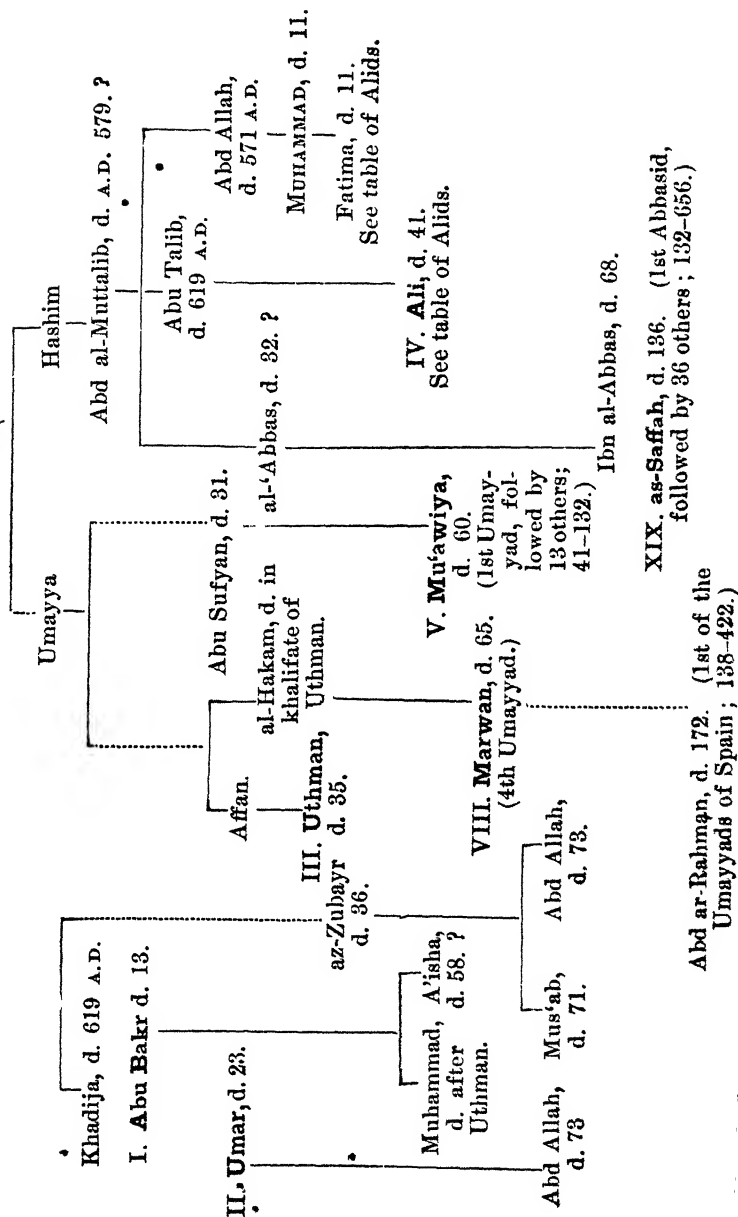 Umayya
Hashim
Abd al-Muttalib, d. A.D. 579. ?
Khadija, d. 619 A.D.
I. Abu Bakr d. 13.
II. Umar, d. 23.
Affan.
al-Hakam, d. in
khalifate of
Uthman.
Abu Sufyan, d. 31.
al-‘Abbas, d. 32. ?
Abu Talib,
d. 619 A.D.
Abd Allah,
d. 571 A.D.
MUHAMMAD, d. 11.
Fatima, d. 11.
See table of Alids.
az-Zubayr
d. 36.
III. Uthman,
d. 35.
Muhammad,
d. after
Uthman.
A'isha,
d. 58. ?
VIII. Marwan, d. 65.
(4th Umayyad.)
V. Mu‘awiya,
d. 60.
(1st Umay-
yad, fol-
lowed by
13 others;
41–132.)
IV. Ali, d. 41.
See table of Alids.
Abd Allah,
d. 73
Mus‘ab,
d. 71.
Abd Allah,
d. 73.
Ibn al-Abbas, d. 68.
Abd ar-Rahman, d. 172. (1st of the
Umayyads of Spain; 138–422.)
XIX. as-Saffah, d. 136. (1st Abbasid,
followed by 36 others; 132–656.)